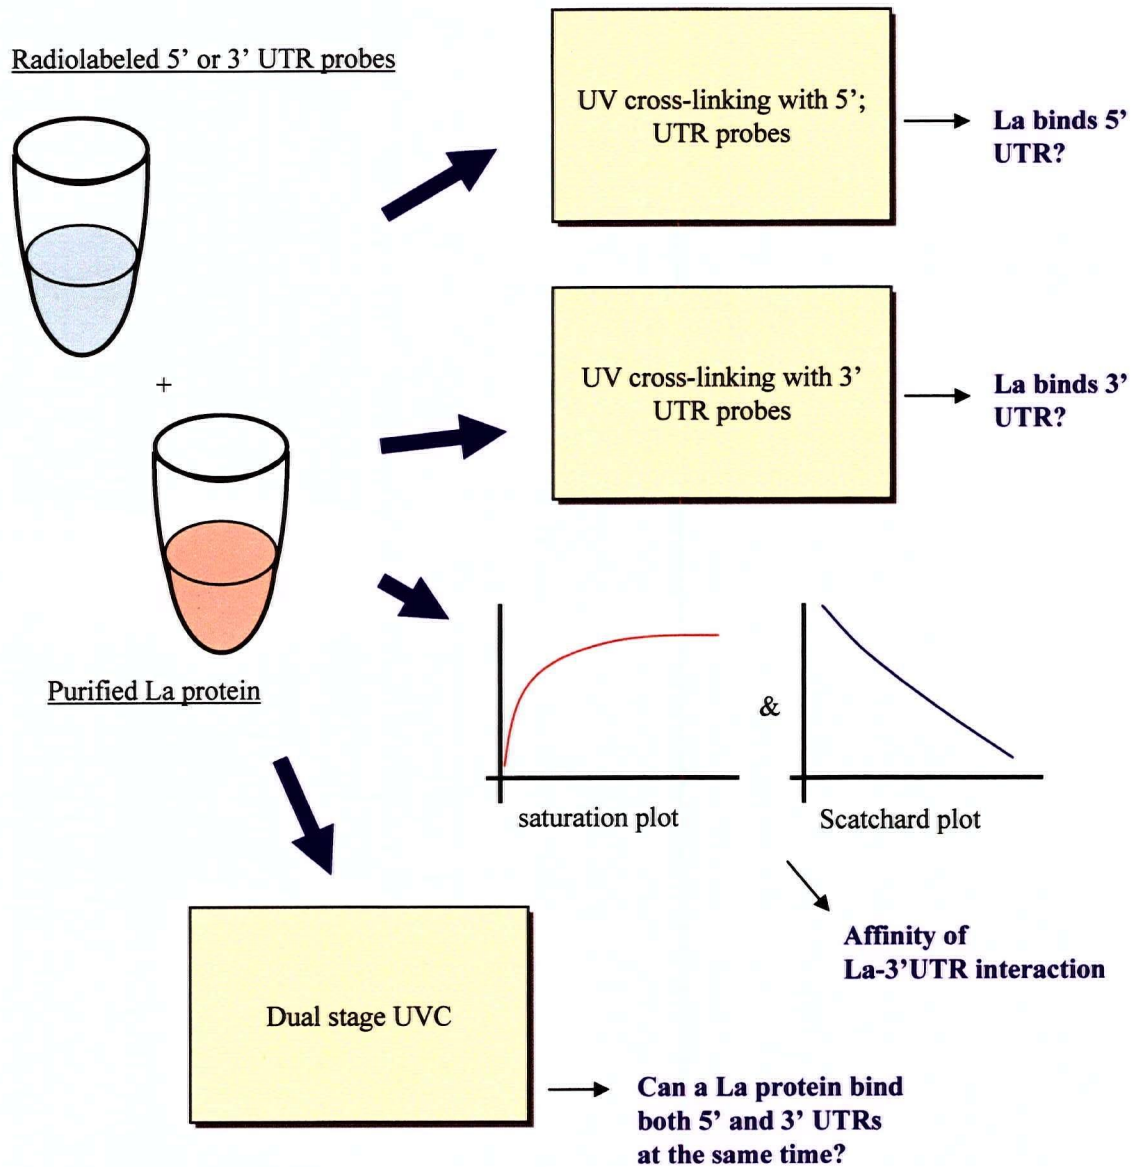 Radiolabeled 5’ or 3’ UTR probes
UV cross-linking with 5’;
UTR probes
La binds 5’
UTR?
+
UV cross-linking with 3’
UTR probes
La binds 3’
UTR?
Purified La protein
&
saturation plot
Scatchard plot
Affinity of
La-3’UTR interaction
Dual stage UVC
Can a La protein bind
both 5’ and 3’ UTRs
at the same time?